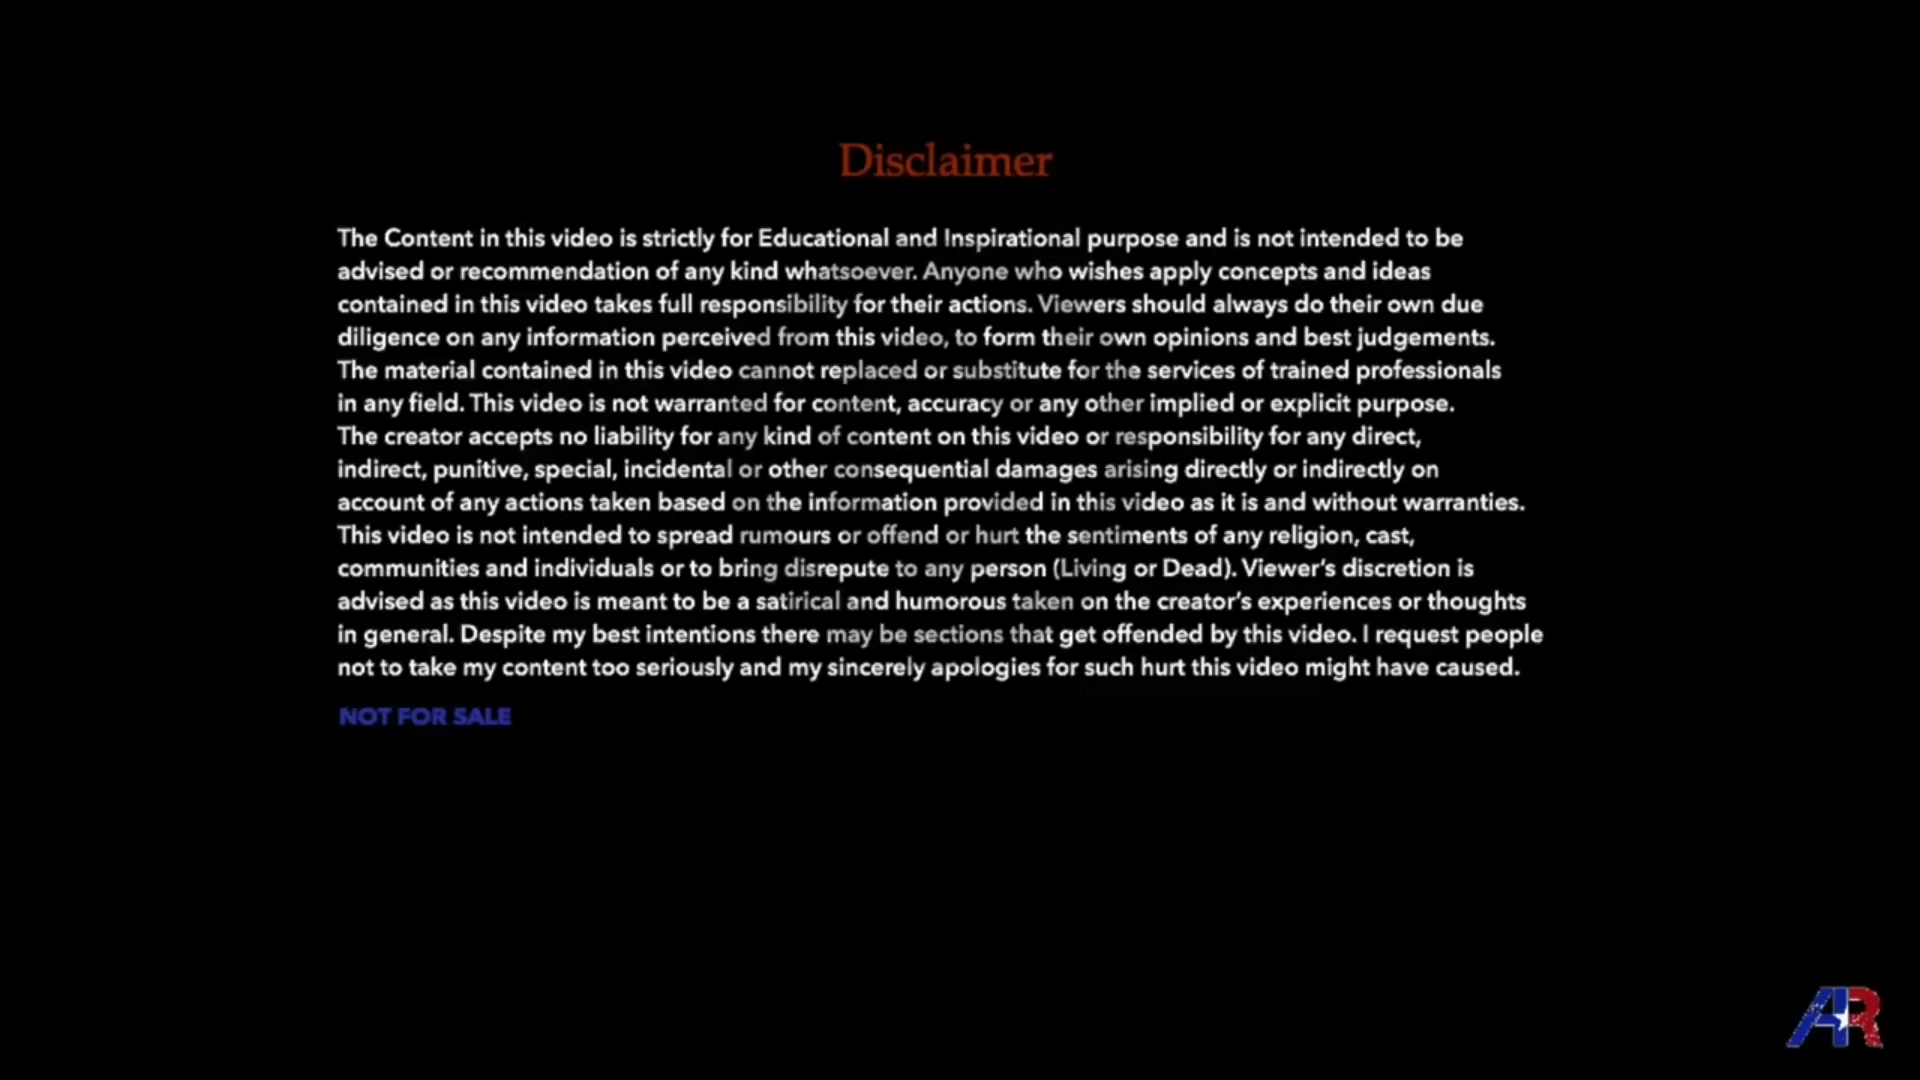 Disclaimer
The Content in this video is strictly for Educational and Inspirational purpose and is not intended to be
advised or recommendation of any kind whatsoever. Anyone who wishes apply concepts and ideas
contained in this video takes full responsibility for their actions. Viewers should always do their own due
diligence on any information perceived from this video, to form their own opinions and best judgements.
The material contained in this video cannot replaced or substitute for the services of trained professionals
in any field. This video is not warranted for content, accuracy or any other implied or explicit purpose.
The creator accepts no liability for any kind of content on this video or responsibility for any direct,
indirect, punitive, special, incidental or other consequential damages arising directly or indirectly on
account of any actions taken based on the information provided in this video as it is and without warranties.
This video is not intended to spread rumours or offend or hurt the sentiments of any religion, cast,
communities and individuals or to bring disrepute to any person (Living or Dead). Viewer's discretion is
advised as this video is meant to be a satirical and humorous taken on the creator's experiences or thoughts
in general. Despite my best intentions there may be sections that get offended by this video. I request people
not to take my content too seriously and my sincerely apologies for such hurt this video might have caused.
NOT FOR SALE
AR